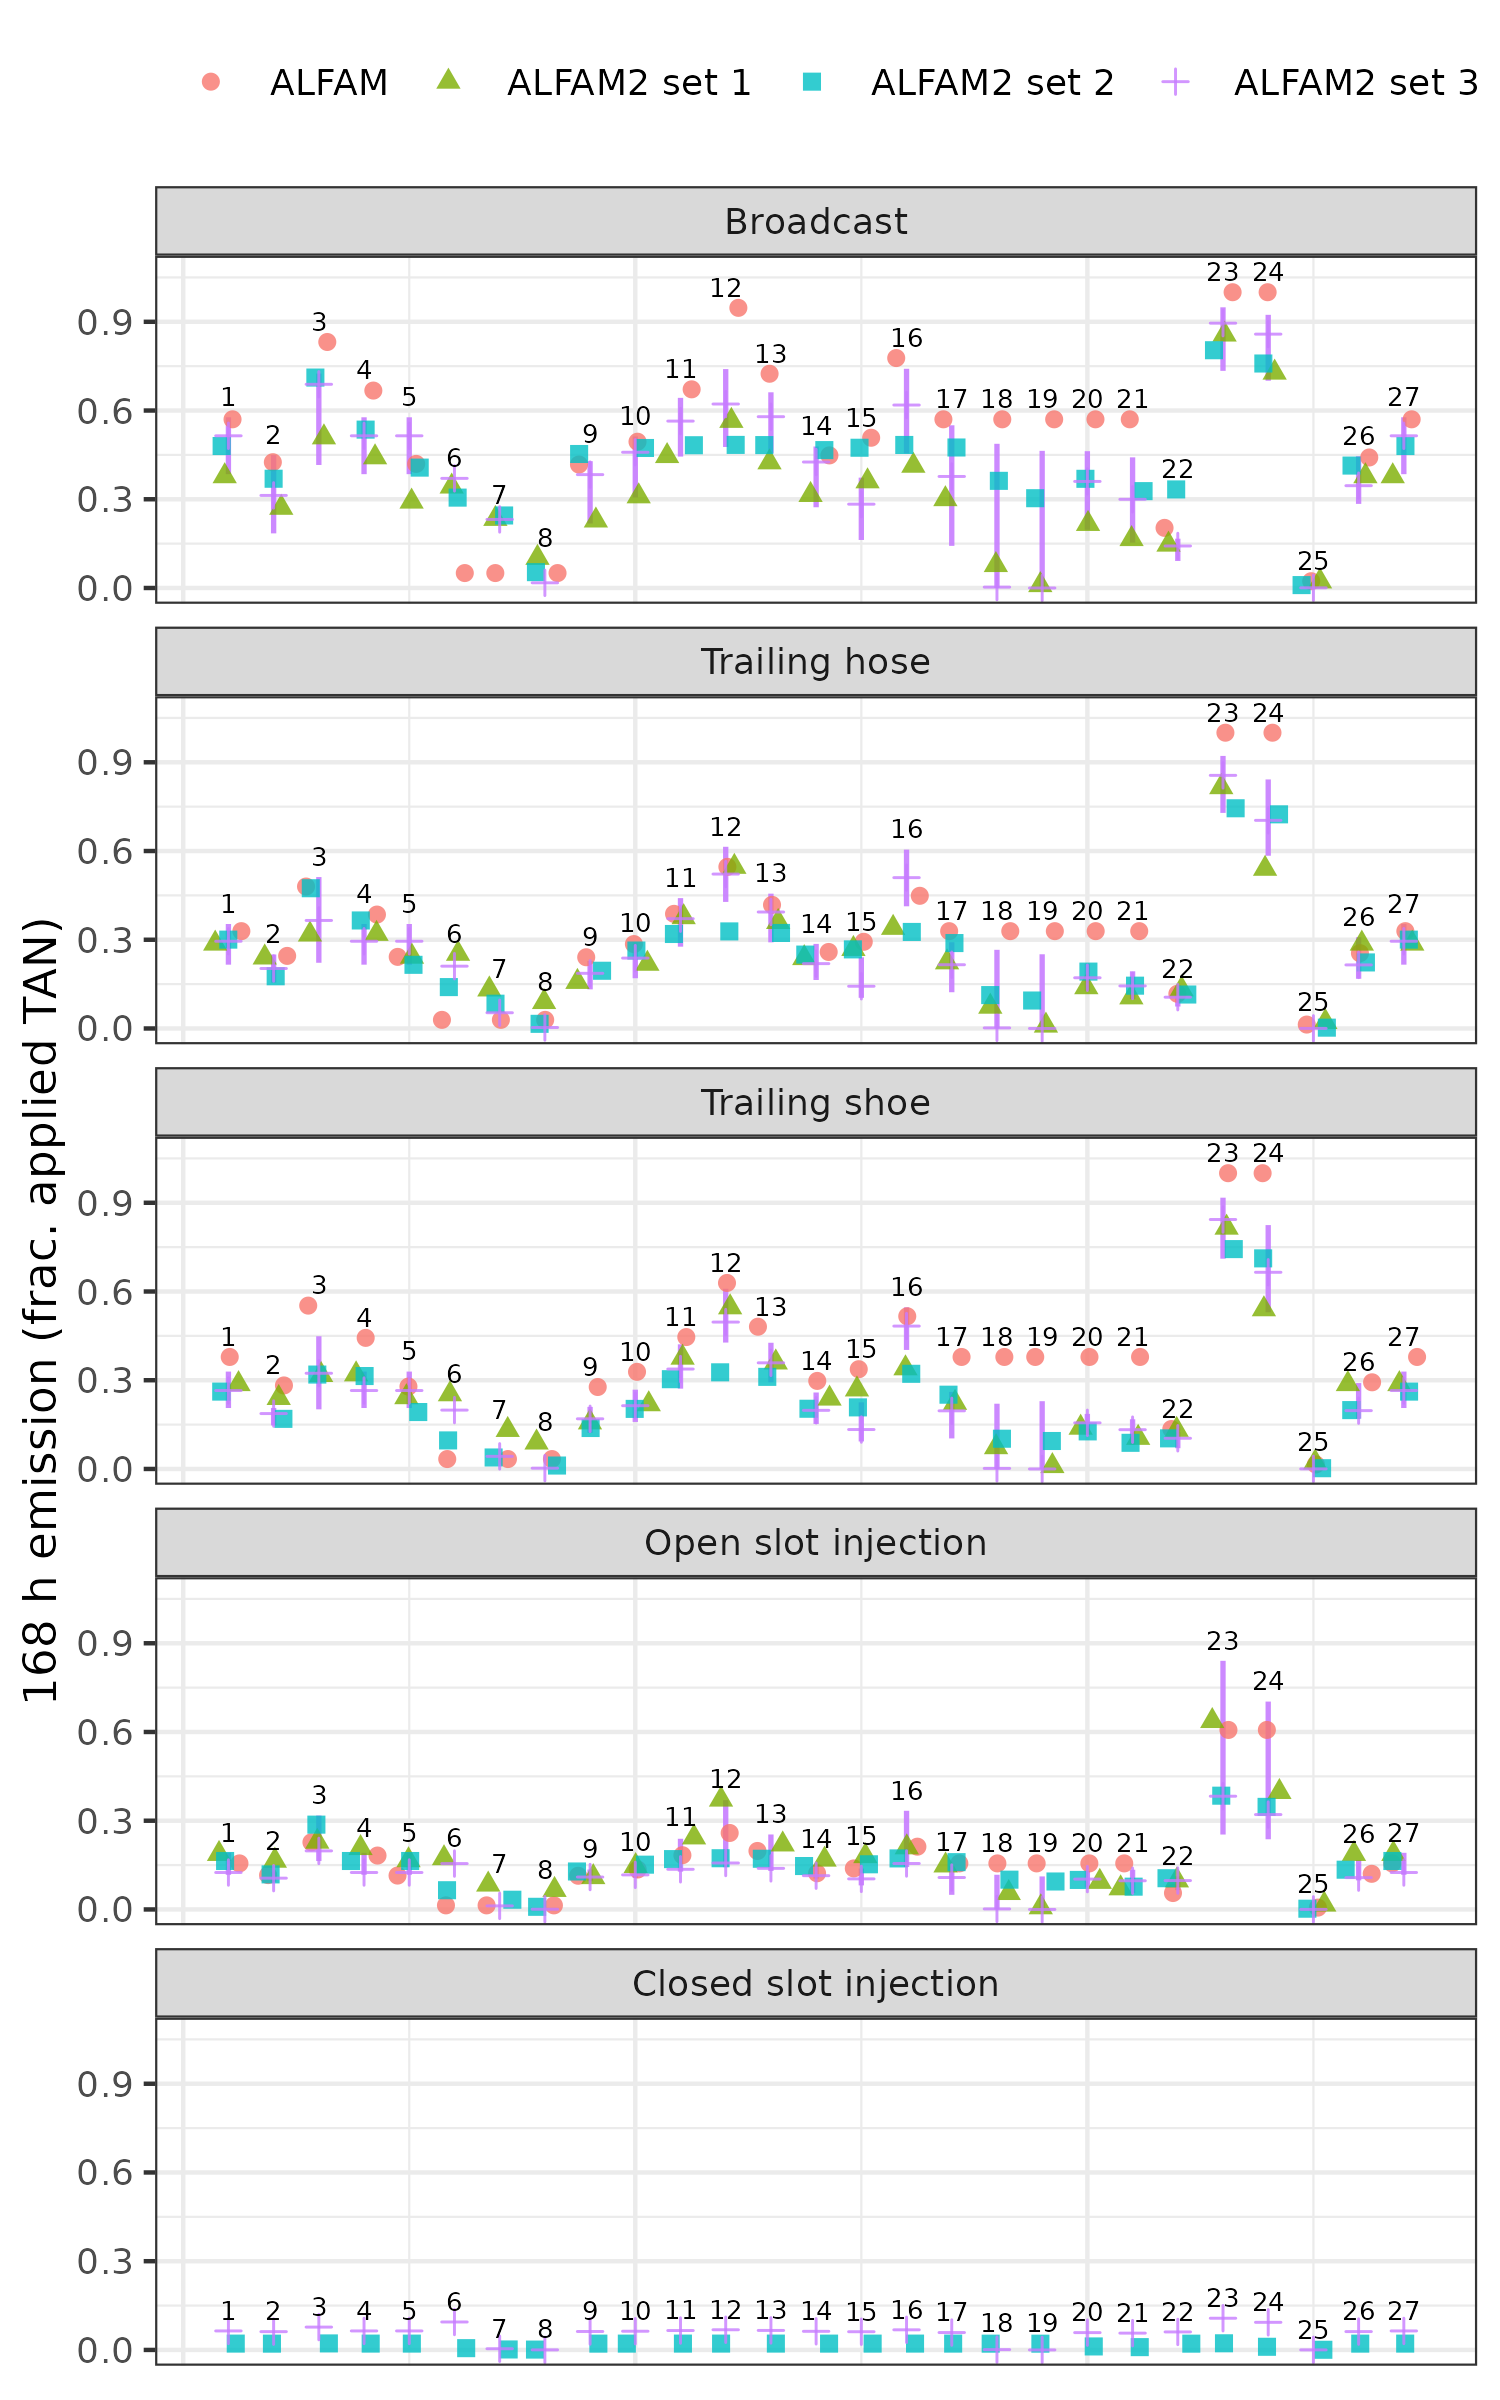 ALFAM ALFAM2 set 1 ALFAM2 set 2 ALFAM2 set 3
168 h emission (frac. applied TAN)
Broadcast
0.9
0.6
0.3
0.0
1 2 3 4 5 6 7 8 9 10 11 12 13 14 15 16 17 18 19 20 21 22 23 24 25 26 27
Trailing hose
0.9
0.6
0.3
0.0
1 2 3 4 5 6 7 8 9 10 11 12 13 14 15 16 17 18 19 20 21 22 23 24 25 26 27
Trailing shoe
0.9
0.6
0.3
0.0
1 2 3 4 5 6 7 8 9 10 11 12 13 14 15 16 17 18 19 20 21 22 23 24 25 26 27
Open slot injection
0.9
0.6
0.3
0.0
1 2 3 4 5 6 7 8 9 10 11 12 13 14 15 16 17 18 19 20 21 22 23 24 25 26 27
Closed slot injection
0.9
0.6
0.3
0.0
1 2 3 4 5 6 7 8 9 10 11 12 13 14 15 16 17 18 19 20 21 22 23 24 25 26 27